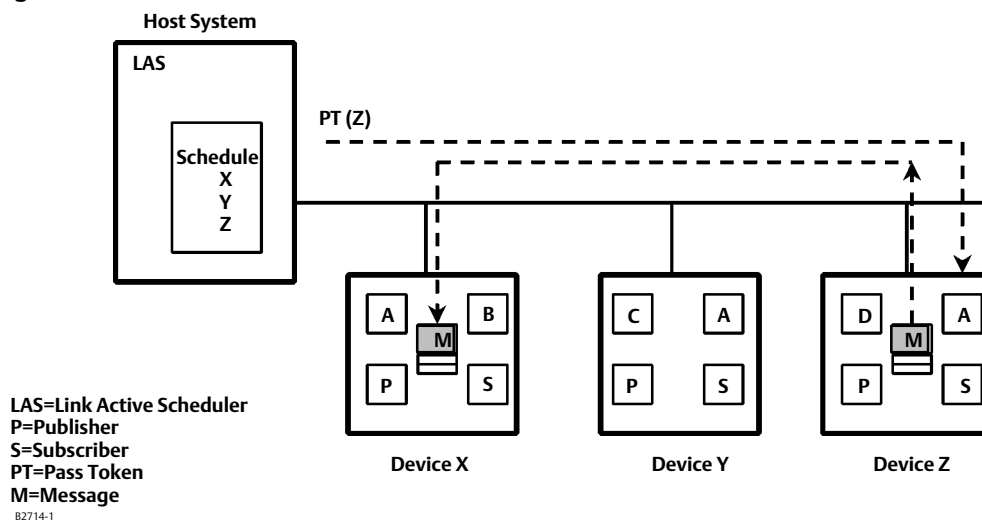 Host System
LAS
PT (Z)
Schedule
X
Y
Z
A
B
M
P
S
C
A
P
S
D
A
M
P
S
Device X
Device Y
Device Z
LAS=Link Active Scheduler
P=Publisher
S=Subscriber
PT=Pass Token
M=Message
B2714-1